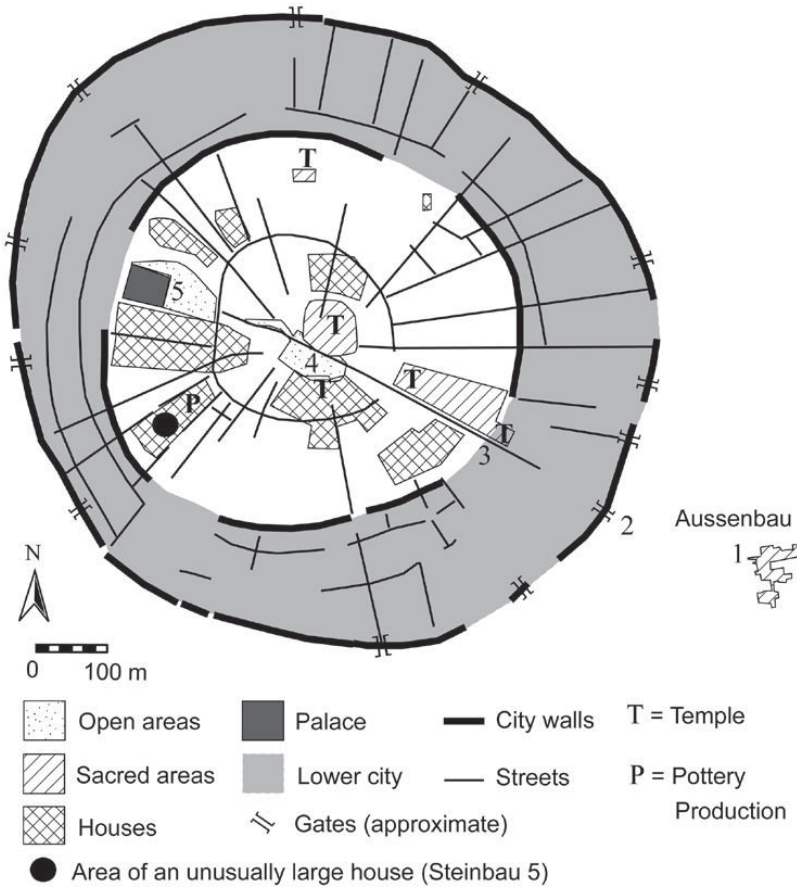 T
5
T
4
T
T
P
T
3
2
Aussenbau
1
N
0 100 m
Open areas
Palace
City walls
T = Temple
Sacred areas
Lower city
Streets
P = Pottery
Production
Houses
Gates (approximate)
Area of an unusually large house (Steinbau 5)